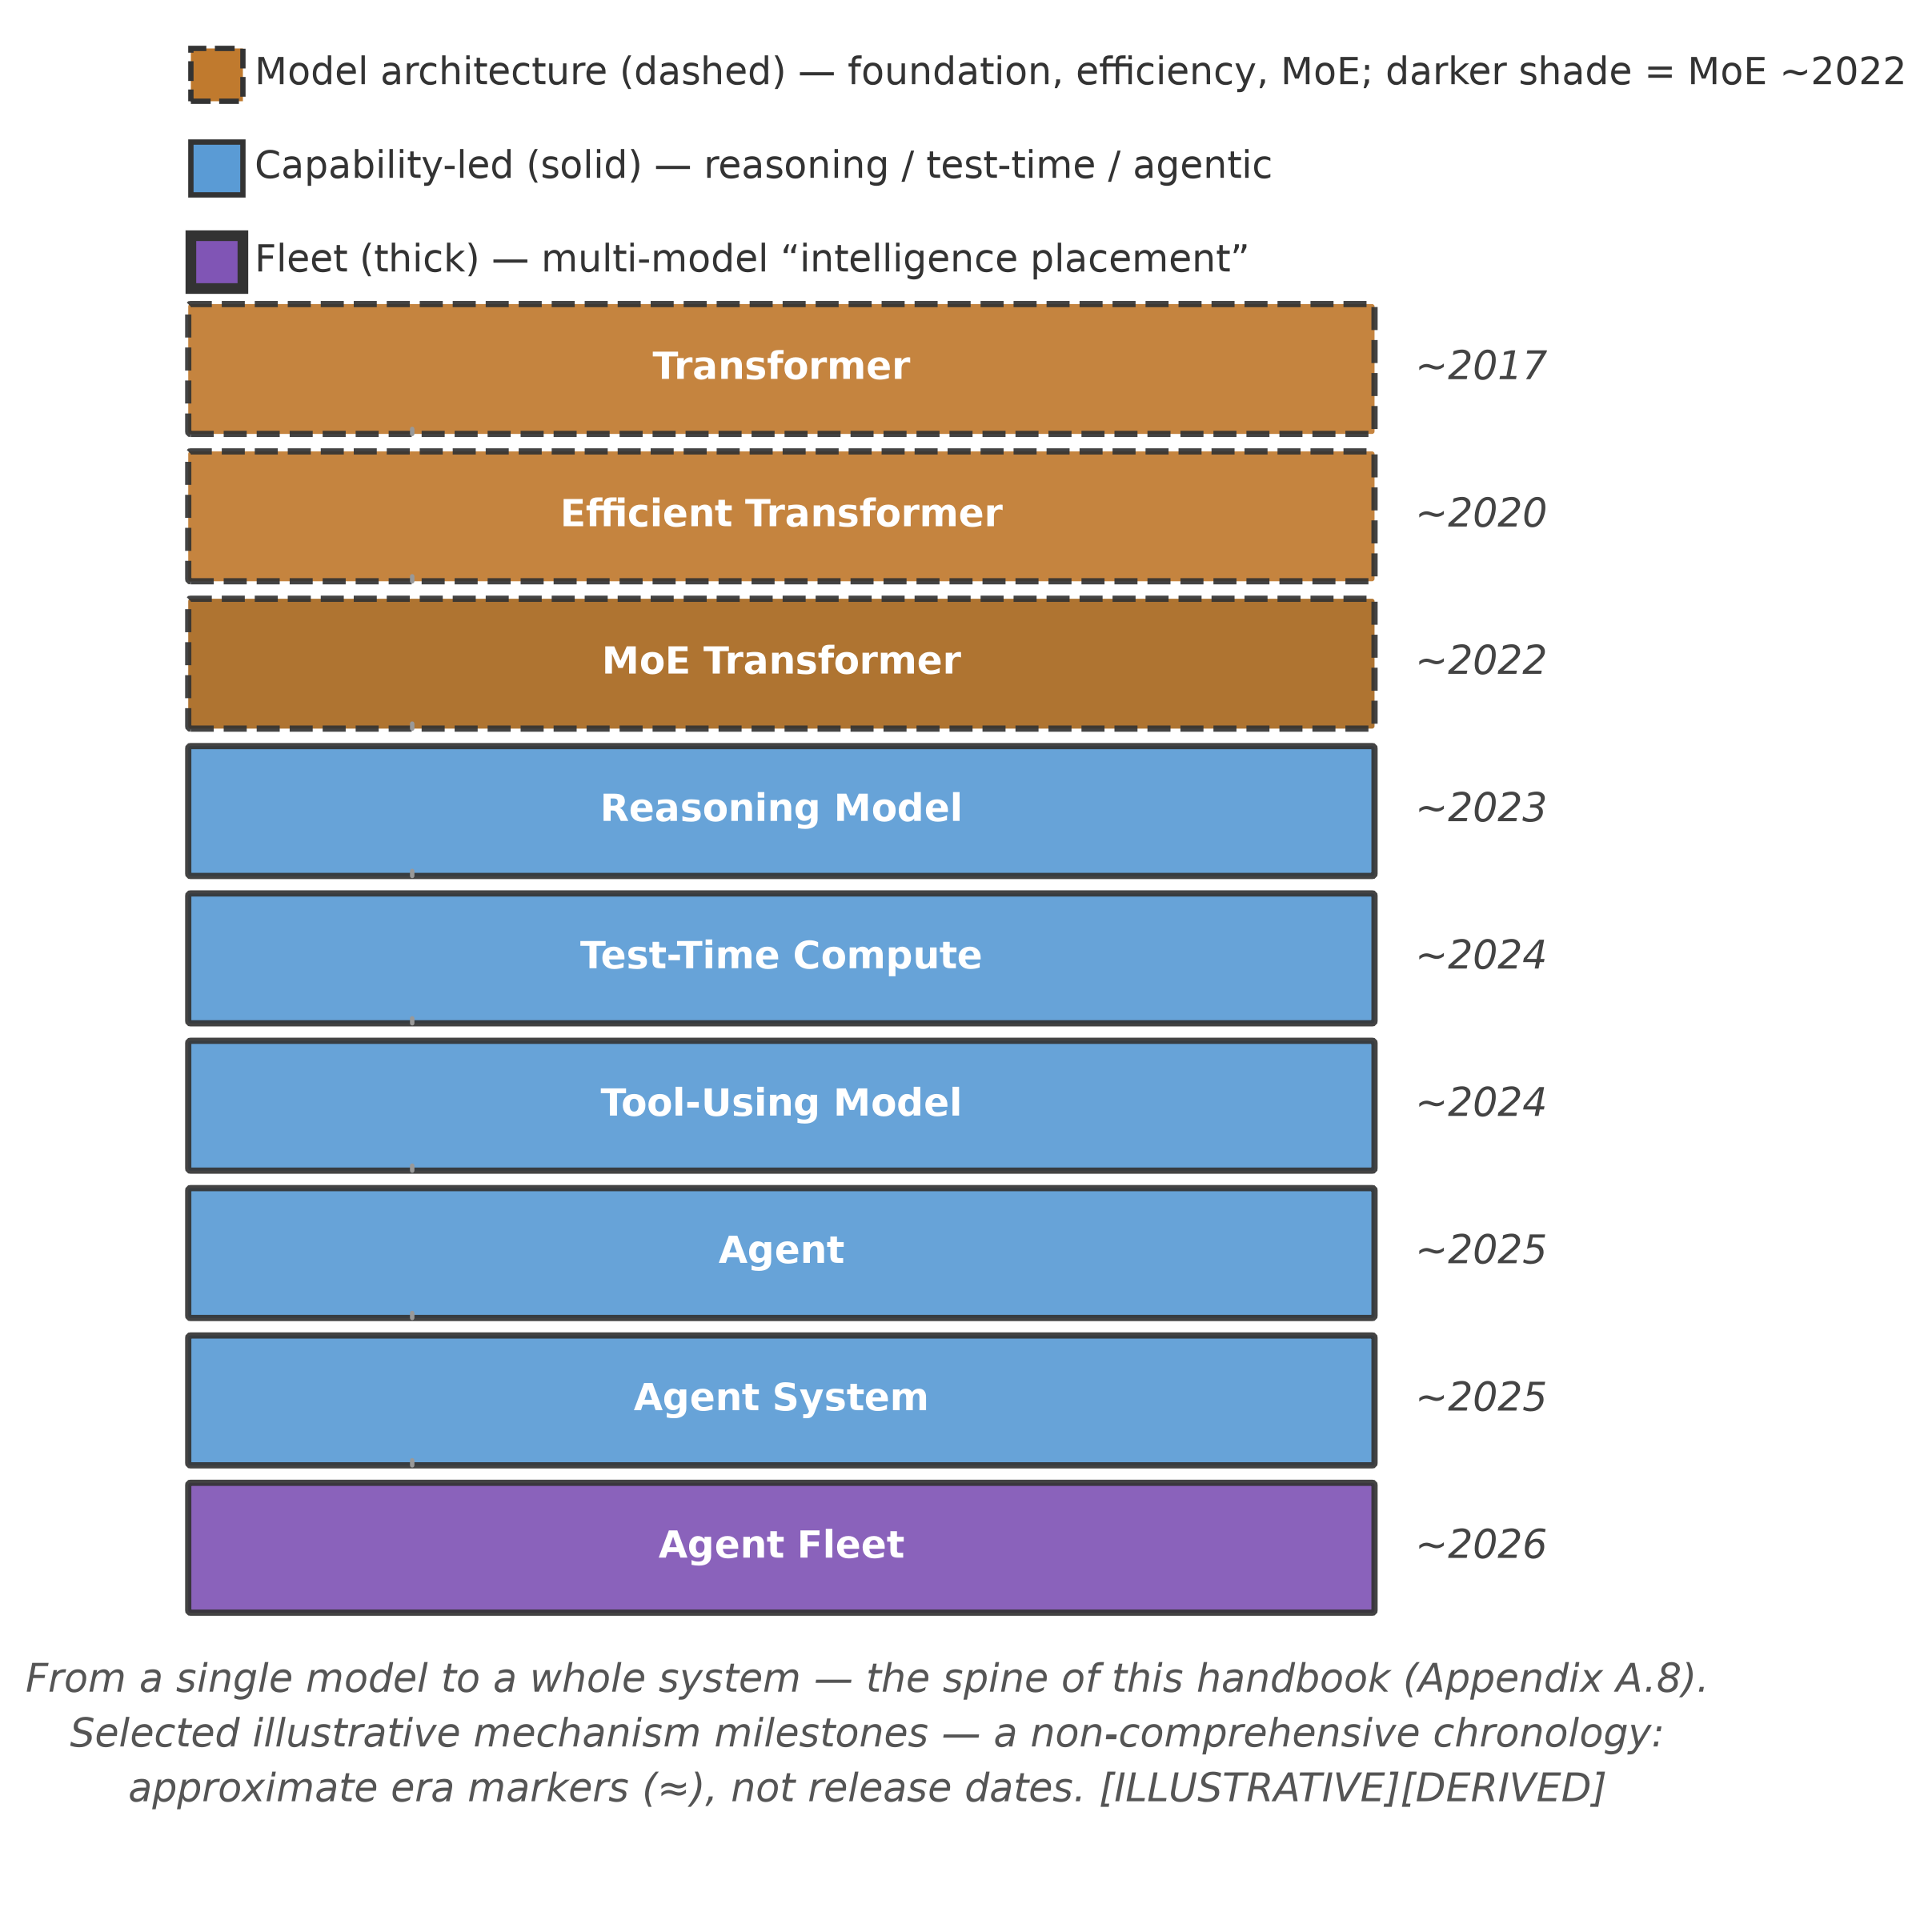 Model architecture (dashed) — foundation, efficiency, MoE; darker shade = MoE ~2022
Capability-led (solid) — reasoning / test-time / agentic
Fleet (thick) — multi-model “intelligence placement”
Transformer ~2017
Efficient Transformer ~2020
MoE Transformer ~2022
Reasoning Model ~2023
Test-Time Compute ~2024
Tool-Using Model ~2024
Agent ~2025
Agent System ~2025
Agent Fleet ~2026
From a single model to a whole system — the spine of this handbook (Appendix A.8).
Selected illustrative mechanism milestones — a non-comprehensive chronology:
approximate era markers (≈), not release dates. [ILLUSTRATIVE][DERIVED]